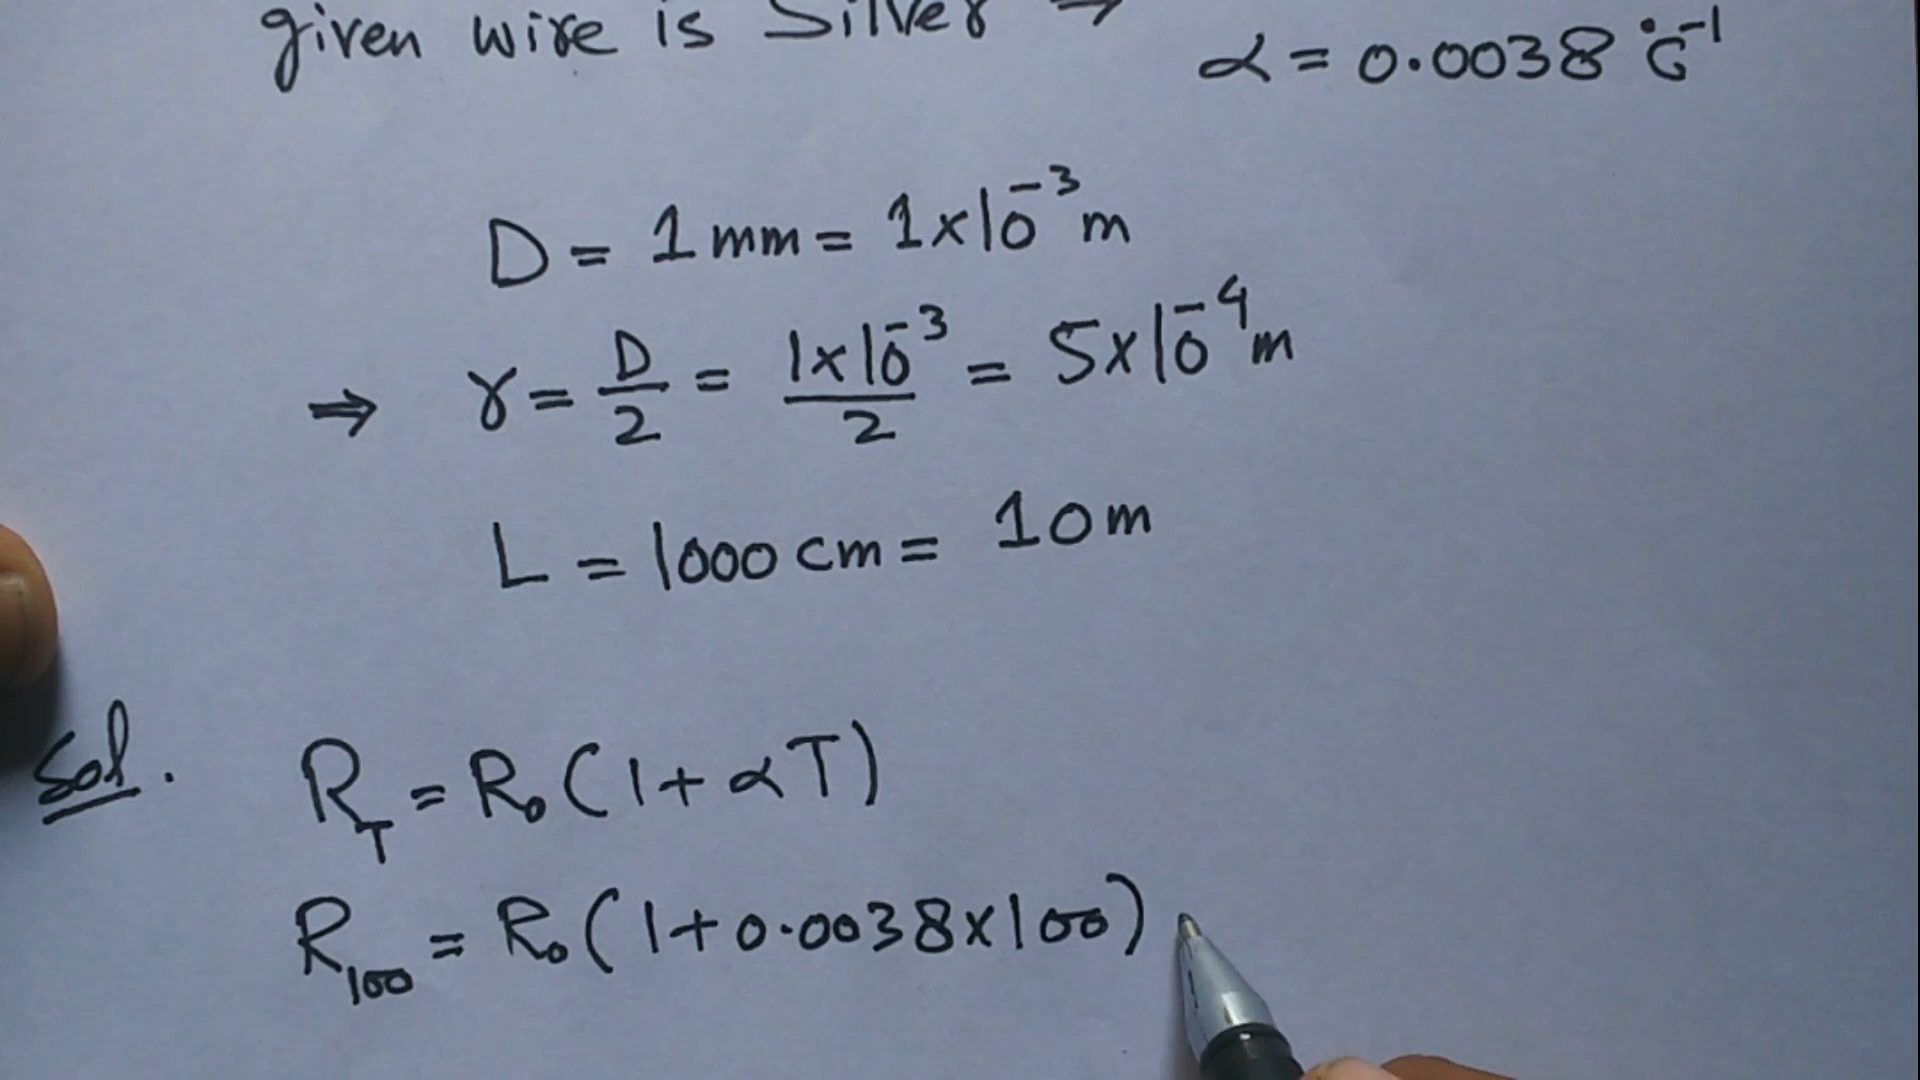 given wire is Silver ⇒
α = 0.0038 °C⁻¹
D = 1 mm = 1×10⁻³ m
⇒ r = D/2 = 1×10⁻³/2 = 5×10⁻⁴ m
L = 1000 cm = 10 m
Sol. R_T = R₀(1+αT)
R₁₀₀ = R₀(1+0.0038×100)